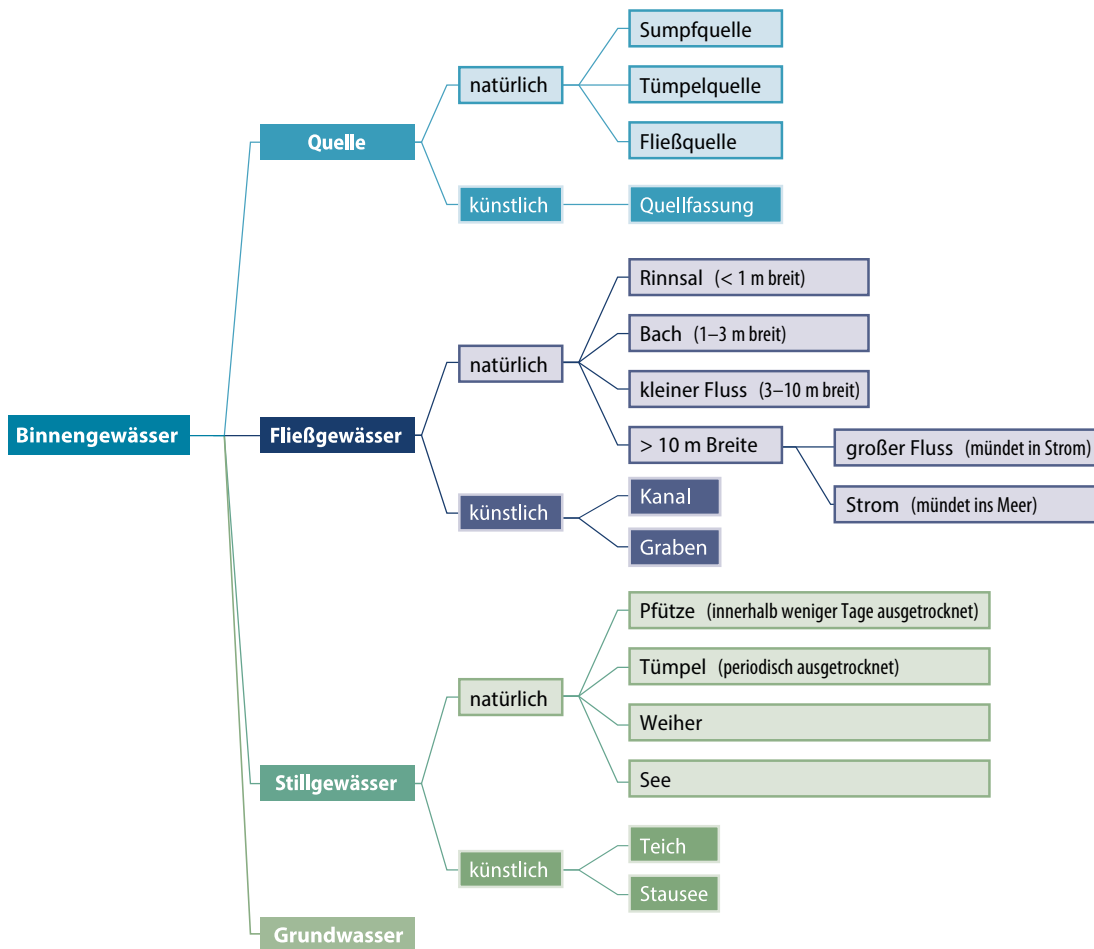 Binnengewässer
Quelle
natürlich
Sumpfquelle
Tümpelquelle
Fließquelle
künstlich
Quellfassung
Fließgewässer
natürlich
Rinnsal (< 1 m breit)
Bach (1–3 m breit)
kleiner Fluss (3–10 m breit)
> 10 m Breite
großer Fluss (mündet in Strom)
Strom (mündet ins Meer)
künstlich
Kanal
Graben
Stillgewässer
natürlich
Pfütze (innerhalb weniger Tage ausgetrocknet)
Tümpel (periodisch ausgetrocknet)
Weiher
See
künstlich
Teich
Stausee
Grundwasser